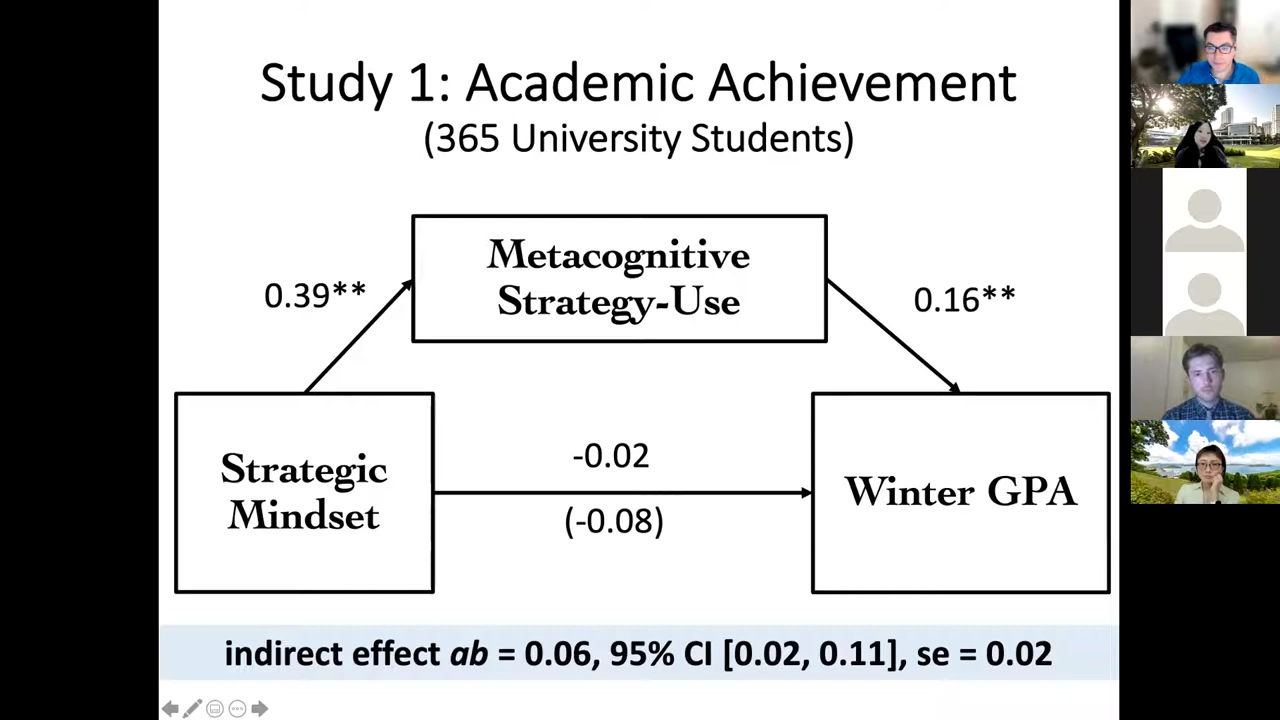 Study 1: Academic Achievement
(365 University Students)
Metacognitive
Strategy-Use
0.39**
0.16**
Strategic
Mindset
-0.02
(-0.08)
Winter GPA
indirect effect ab = 0.06, 95% CI [0.02, 0.11], se = 0.02